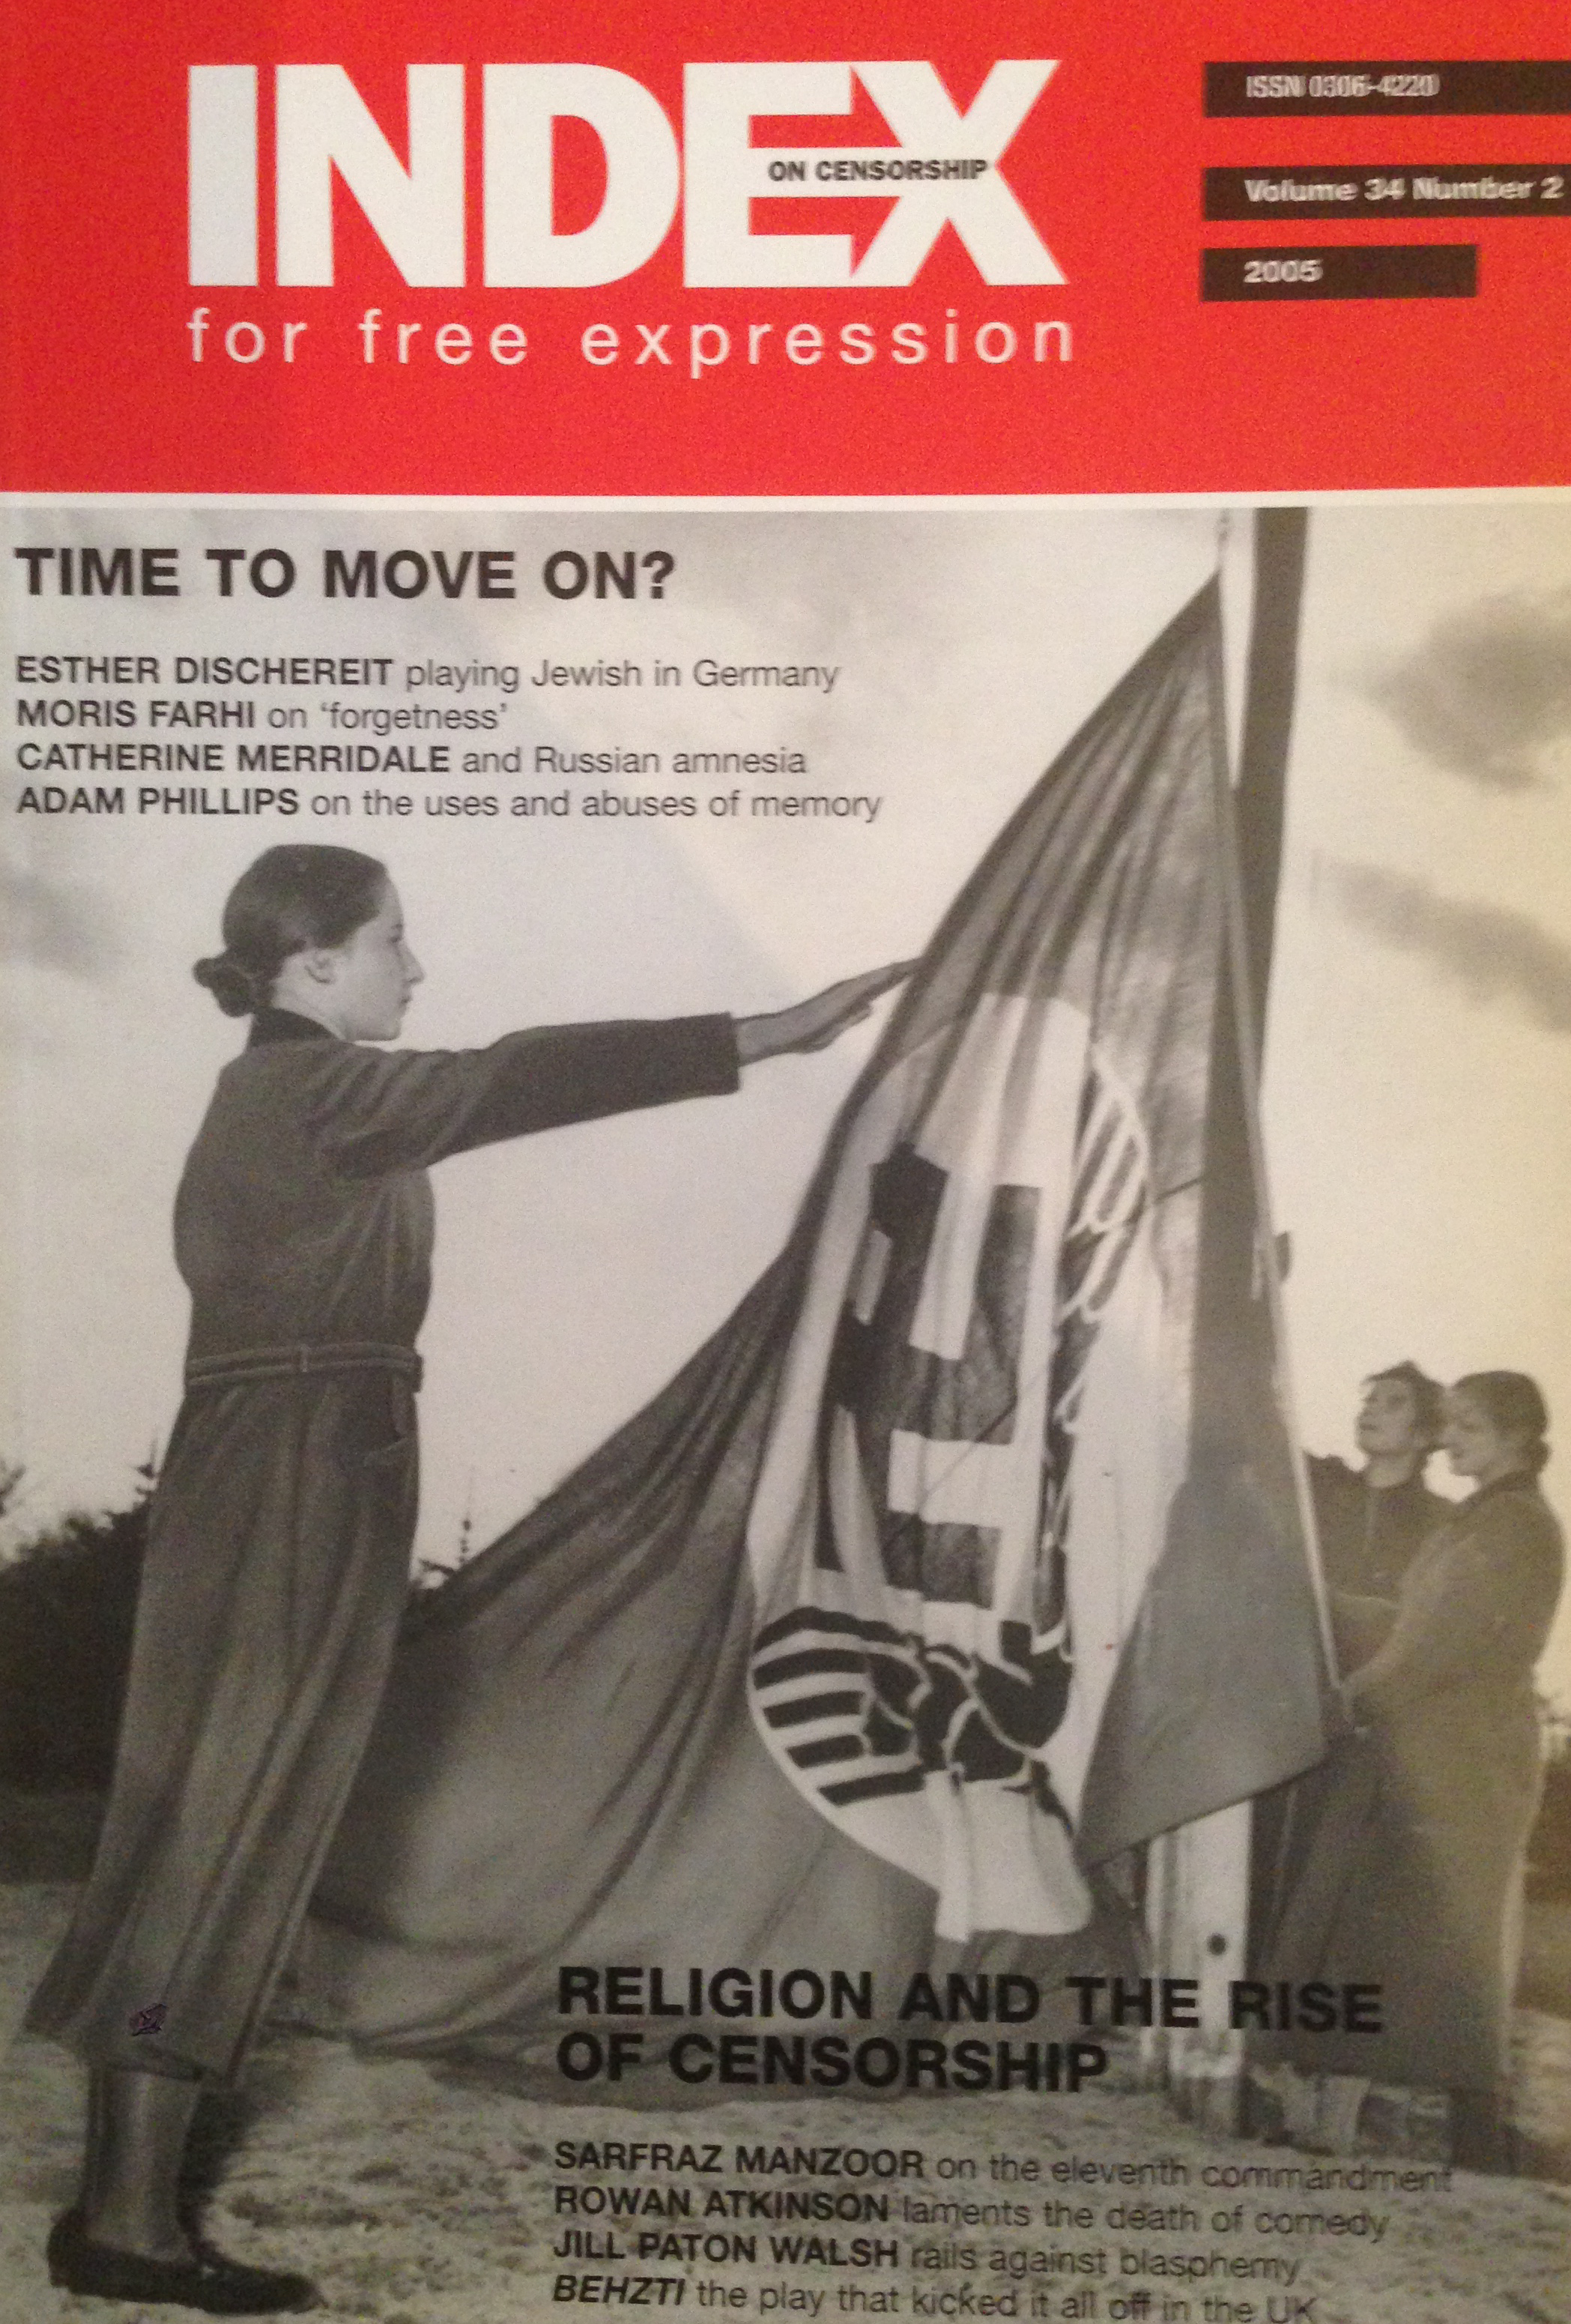 INDEX
ON CENSORSHIP
for free expression
ISSN 0306-4220
Volume 34 Number 2
2005
TIME TO MOVE ON?
ESTHER DISCHEREIT playing Jewish in Germany
MORIS FARHI on ‘forgetness’
CATHERINE MERRIDALE and Russian amnesia
ADAM PHILLIPS on the uses and abuses of memory
RELIGION AND THE RISE
OF CENSORSHIP
SARFRAZ MANZOOR on the eleventh commandment
ROWAN ATKINSON laments the death of comedy
JILL PATON WALSH rails against blasphemy
BEHZTI the play that kicked it all off in the UK